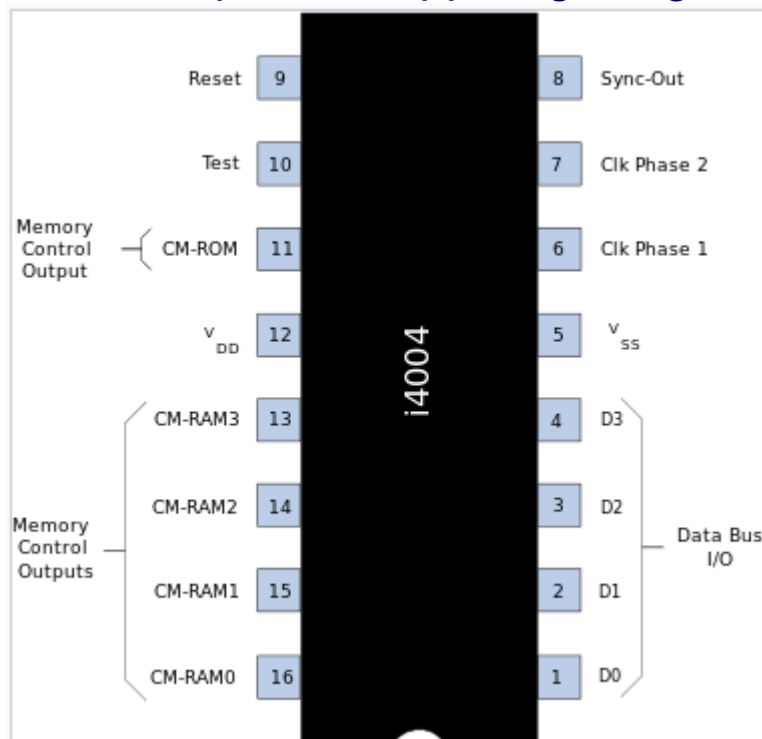 Reset 9 8 Sync-Out
Test 10 7 Clk Phase 2
Memory
Control
Output
CM-ROM 11 6 Clk Phase 1
VDD 12 5 VSS
i4004
CM-RAM3 13 4 D3
CM-RAM2 14 3 D2
Memory
Control
Outputs
Data Bus
I/O
CM-RAM1 15 2 D1
CM-RAM0 16 1 D0